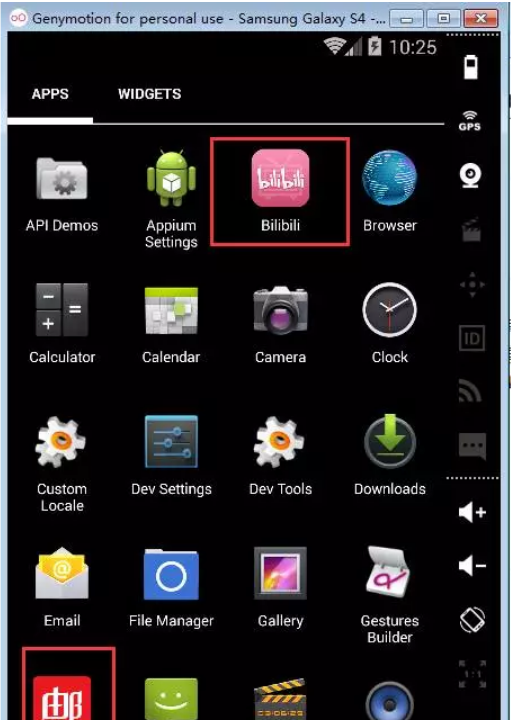 Genymotion for personal use - Samsung Galaxy S4 -...
10:25
APPS WIDGETS
GPS
bilibili
API Demos Appium Settings Bilibili Browser
Calculator Calendar Camera Clock
ID
Custom Locale Dev Settings Dev Tools Downloads
@
Email File Manager Gallery Gestures Builder
1:1
邮